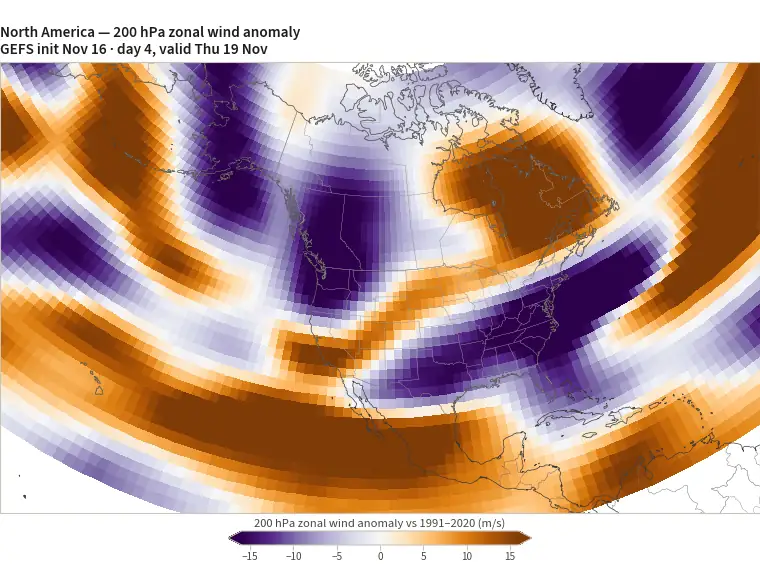 North America — 200 hPa zonal wind anomaly
GEFS init Nov 16 · day 4, valid Thu 19 Nov
200 hPa zonal wind anomaly vs 1991–2020 (m/s)
−15 −10 −5 0 5 10 15